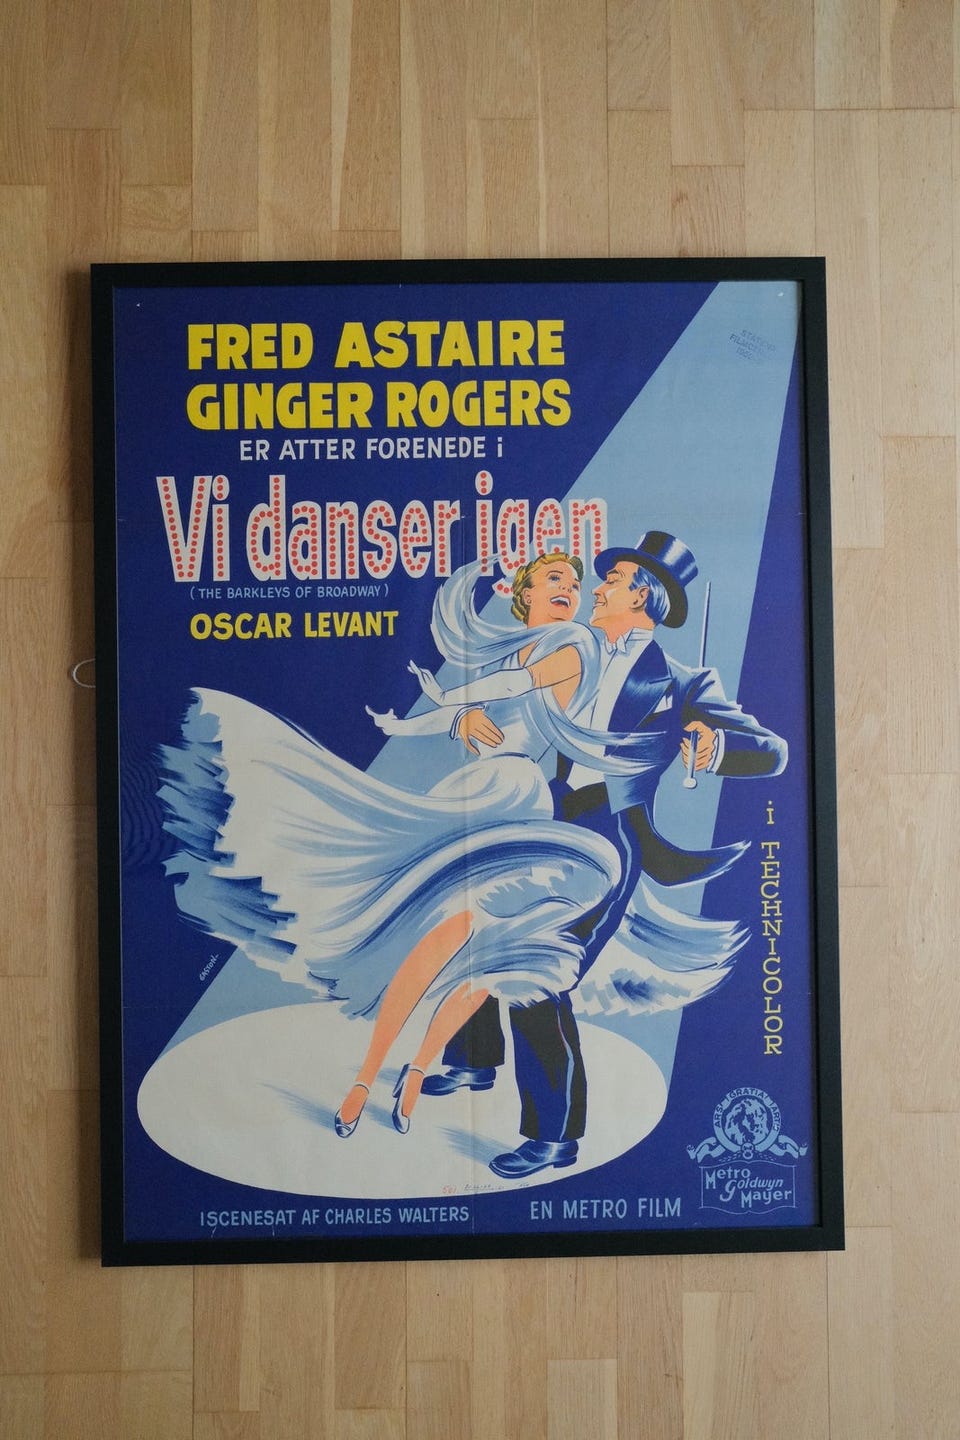 FRED ASTAIRE
GINGER ROGERS
ER ATTER FORENEDE i
Vi danser igen
(THE BARKLEYS OF BROADWAY)
OSCAR LEVANT
i TECHNICOLOR
GASTON
ARS GRATIA ARTIS
Metro
Goldwyn
Mayer
ISCENESAT AF CHARLES WALTERS
EN METRO FILM